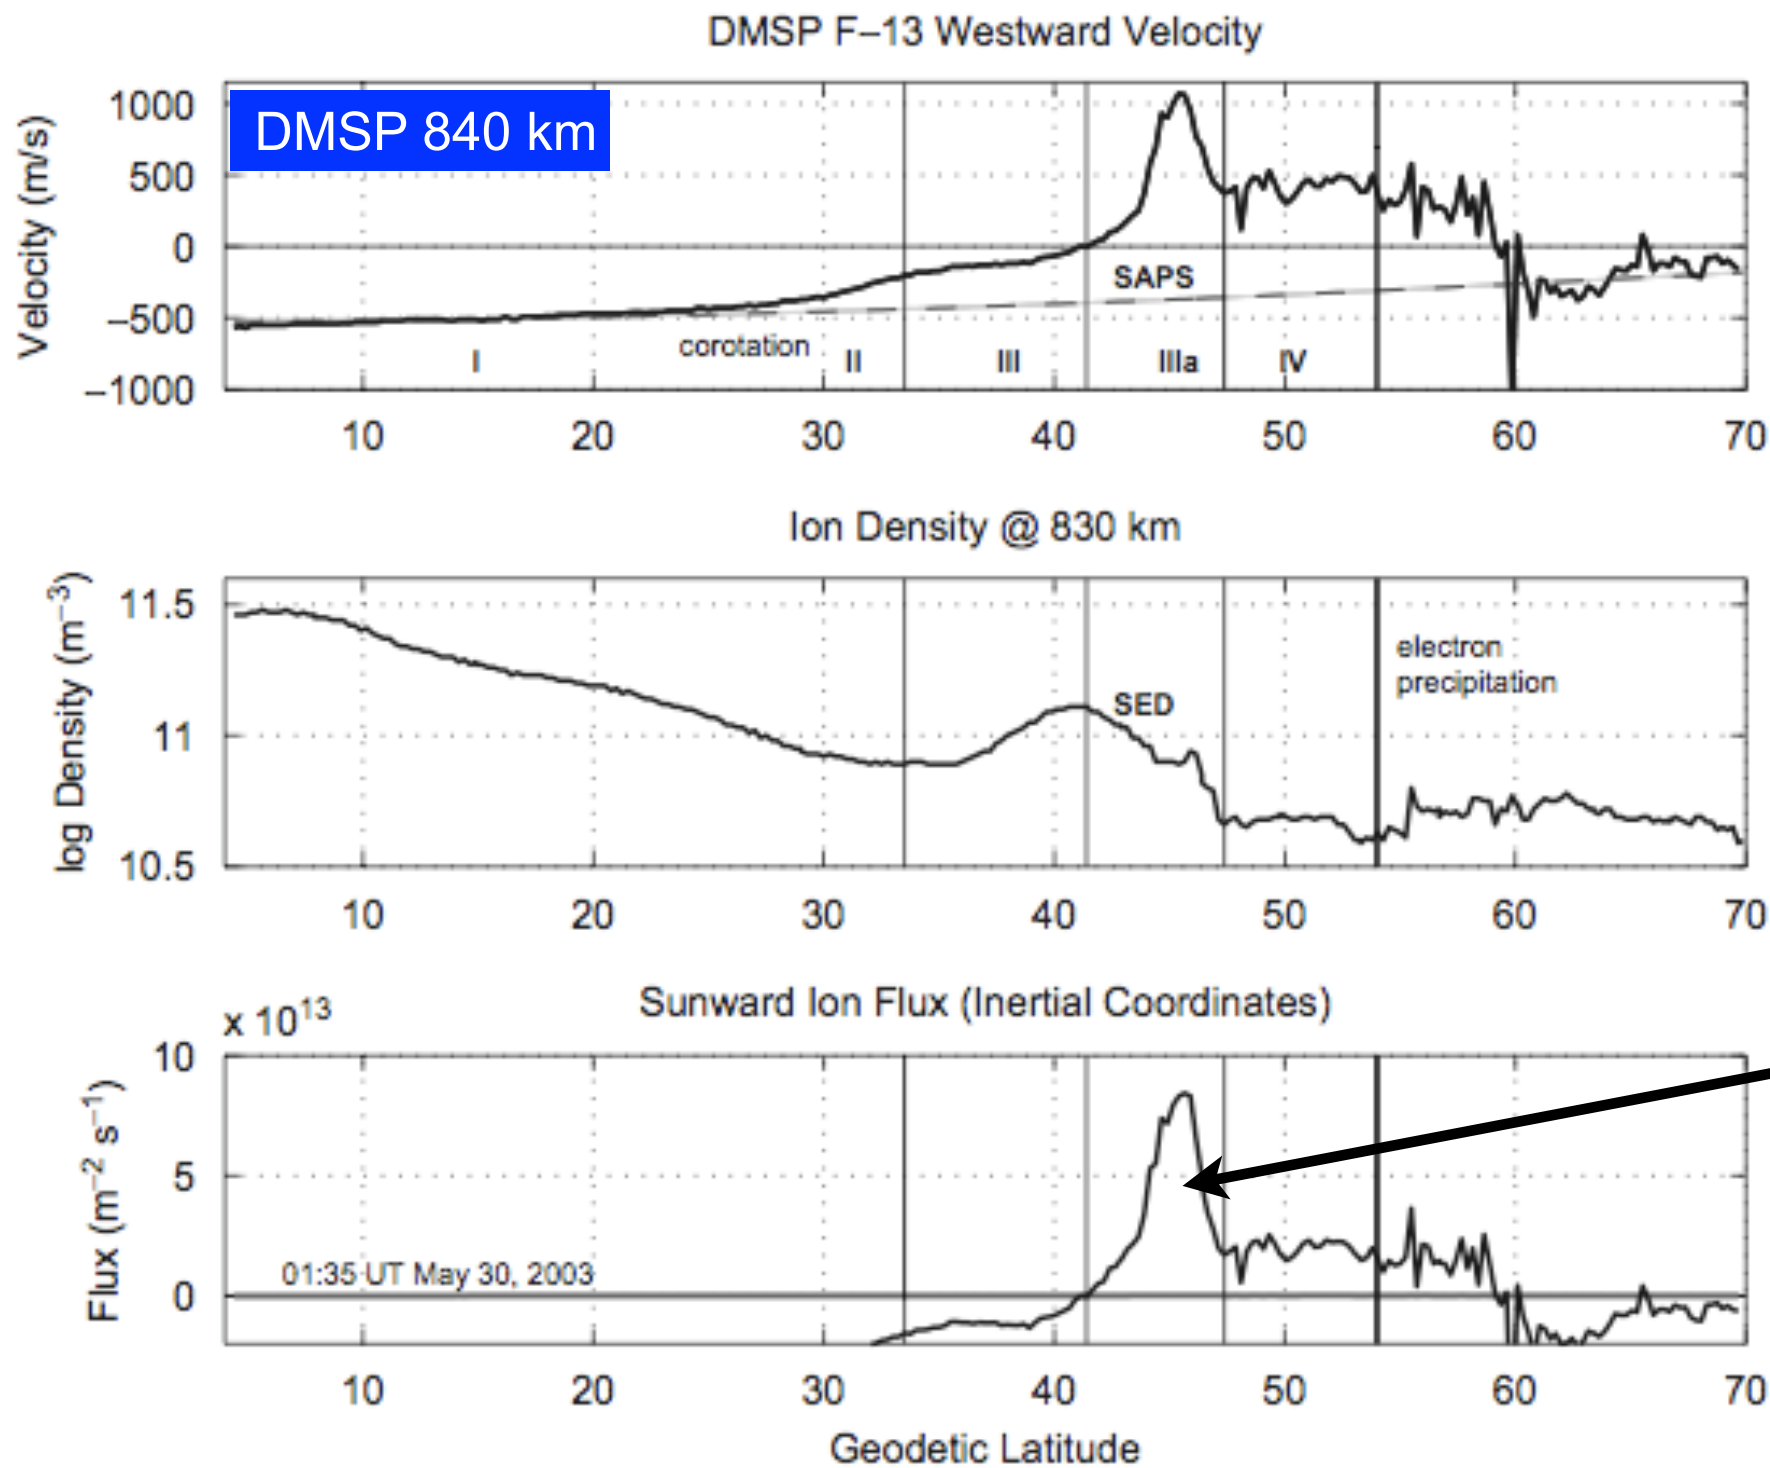 DMSP F–13 Westward Velocity
DMSP 840 km
Velocity (m/s)
1000
500
0
−500
−1000
SAPS
corotation
I
II
III
IIIa
IV
10 20 30 40 50 60 70
Ion Density @ 830 km
log Density (m⁻³)
11.5
11
10.5
SED
electron
precipitation
10 20 30 40 50 60 70
Sunward Ion Flux (Inertial Coordinates)
x 10¹³
Flux (m⁻² s⁻¹)
10
5
0
01:35 UT May 30, 2003
10 20 30 40 50 60 70
Geodetic Latitude